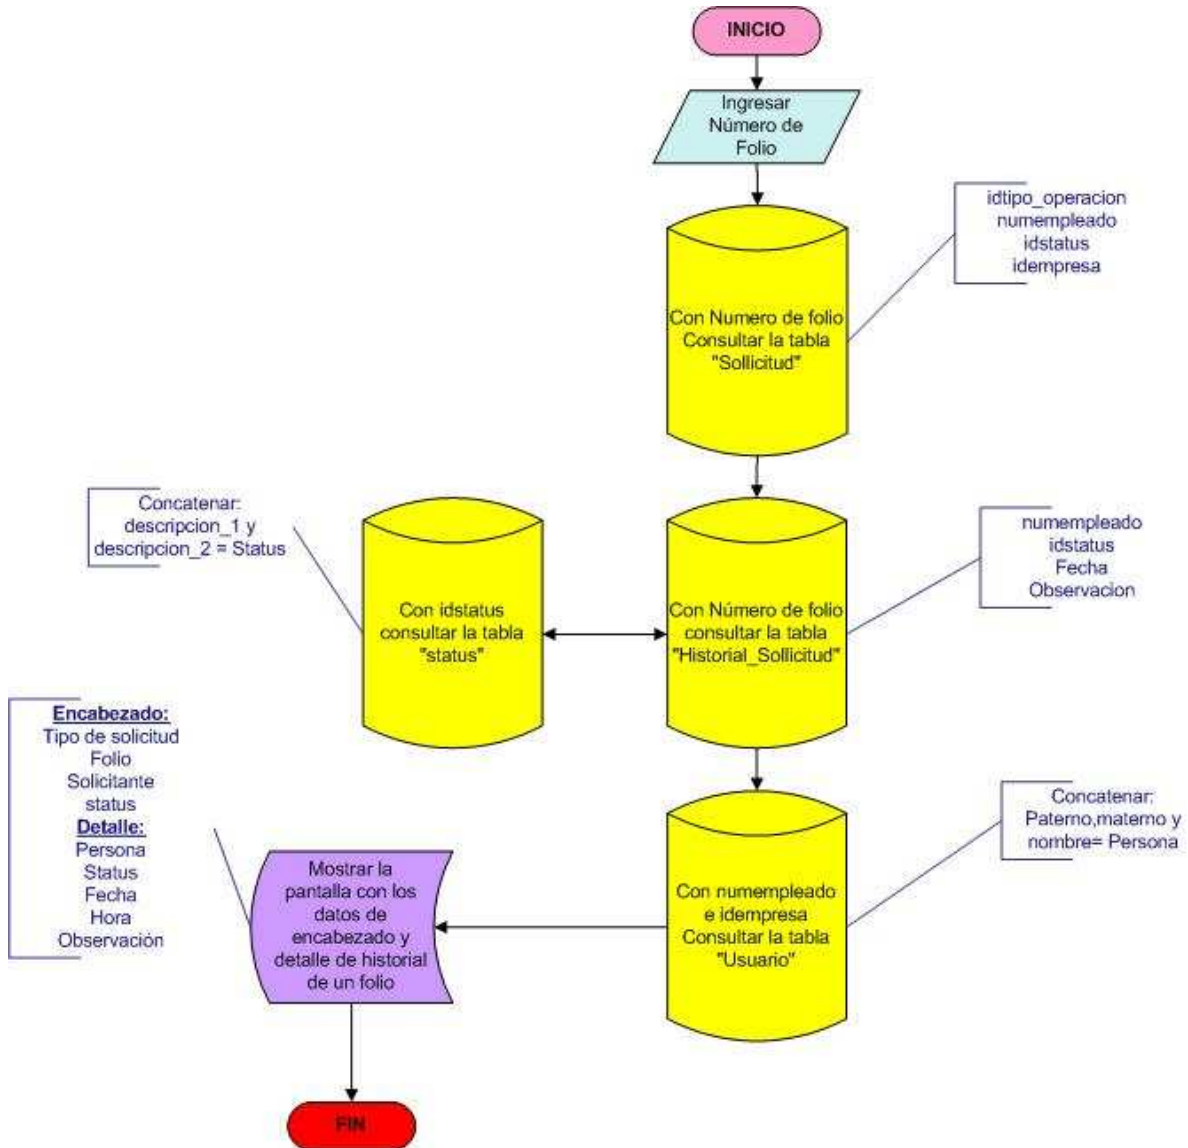 INICIO
Ingresar
Número de
Folio
idtipo_operacion
numempleado
idstatus
idempresa
Con Numero de folio
Consultar la tabla
"Sollicitud"
Concatenar:
descripcion_1 y
descripcion_2 = Status
Con idstatus
consultar la tabla
"status"
Con Número de folio
consultar la tabla
"Historial_Sollicitud"
numempleado
idstatus
Fecha
Observacion
Encabezado:
Tipo de solicitud
Folio
Solicitante
status
Detalle:
Persona
Status
Fecha
Hora
Observación
Mostrar la
pantalla con los
datos de
encabezado y
detalle de historial
de un folio
Con numempleado
e idempresa
Consultar la tabla
"Usuario"
Concatenar:
Paterno,materno y
nombre= Persona
FIN